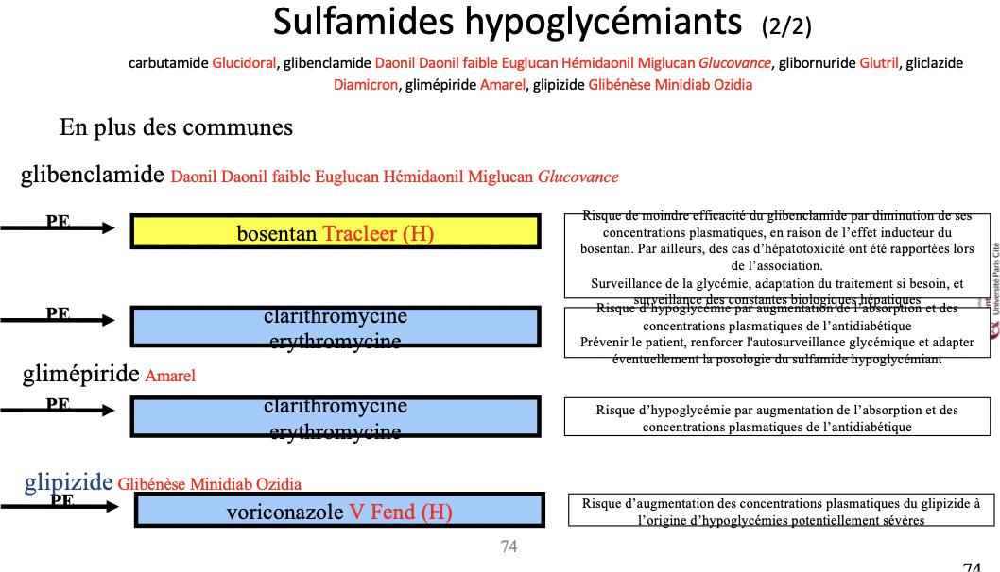 Sulfamides hypoglycémiants (2/2)
carbutamide Glucidoral, glibenclamide Daonil Daonil faible Euglucan Hémidaonil Miglucan Glucovance, glibornuride Glutril, gliclazide
Diamicron, glimépiride Amarel, glipizide Glibénèse Minidiab Ozidia
En plus des communes
glibenclamide Daonil Daonil faible Euglucan Hémidaonil Miglucan Glucovance
PE
bosentan Tracleer (H)
Risque de moindre efficacité du glibenclamide par diminution de ses
concentrations plasmatiques, en raison de l’effet inducteur du
bosentan. Par ailleurs, des cas d’hépatotoxicité ont été rapportées lors
de l’association.
Surveillance de la glycémie, adaptation du traitement si besoin, et
surveillance des constantes biologiques hépatiques
Université Paris Cité
PE
clarithromycine
erythromycine
Risque d’hypoglycémie par augmentation de l’absorption et des
concentrations plasmatiques de l’antidiabétique
Prévenir le patient, renforcer l'autosurveillance glycémique et adapter
éventuellement la posologie du sulfamide hypoglycémiant
glimépiride Amarel
PE
clarithromycine
erythromycine
Risque d’hypoglycémie par augmentation de l’absorption et des
concentrations plasmatiques de l’antidiabétique
glipizide Glibénèse Minidiab Ozidia
PE
voriconazole V Fend (H)
Risque d’augmentation des concentrations plasmatiques du glipizide à
l’origine d’hypoglycémies potentiellement sévères
74
74